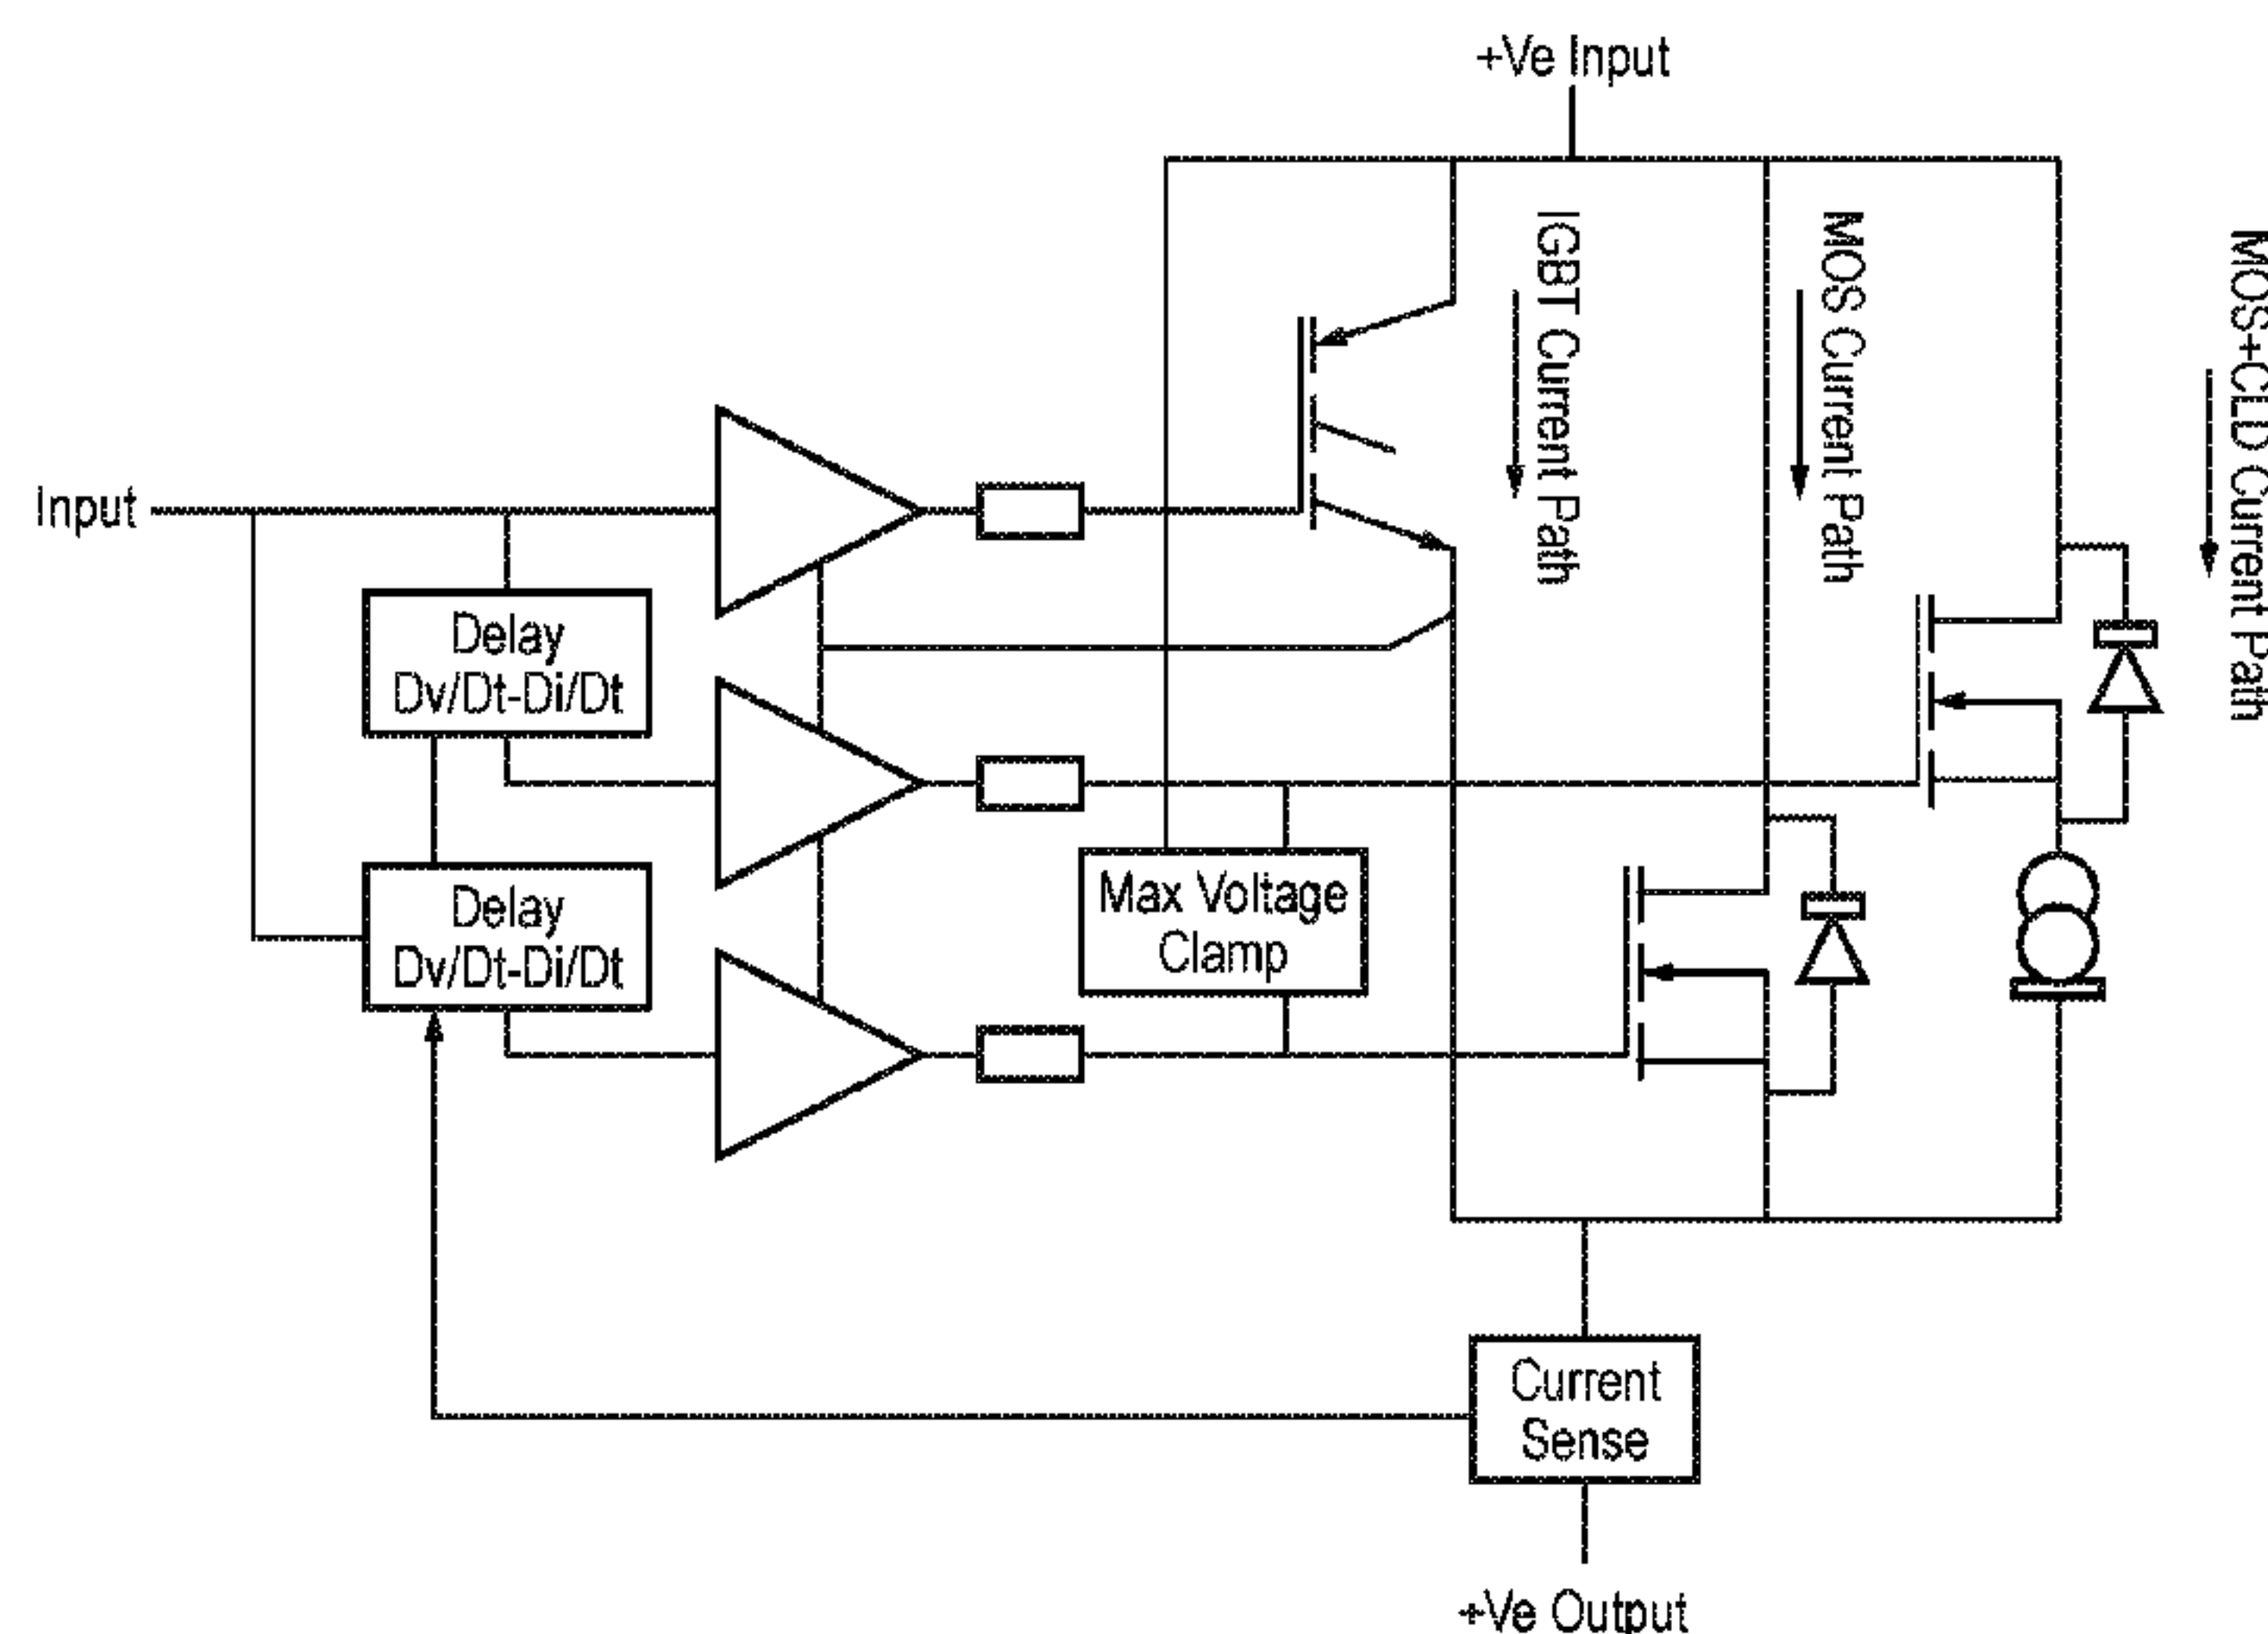 +Ve Input
IGBT Current Path
MOS Current Path
MOS+CLD Current Path
Input
Delay
Dv/Dt-Di/Dt
Delay
Dv/Dt-Di/Dt
Max Voltage
Clamp
Current
Sense
+Ve Output